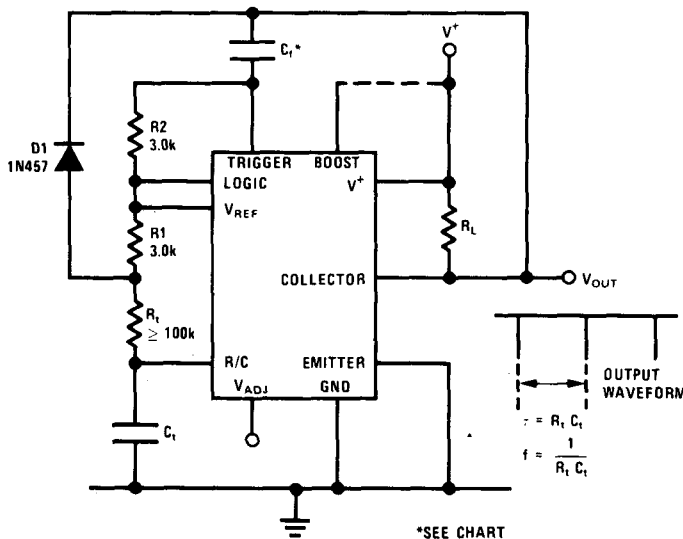 V+
Cf*
R2
3.0k
D1
1N457
TRIGGER
BOOST
LOGIC
V+
VREF
R1
3.0k
RL
COLLECTOR
VOUT
Rt
≥ 100k
R/C
EMITTER
VADJ
GND
OUTPUT
WAVEFORM
Ct
τ = Rt Ct
f = 1
Rt Ct
*SEE CHART